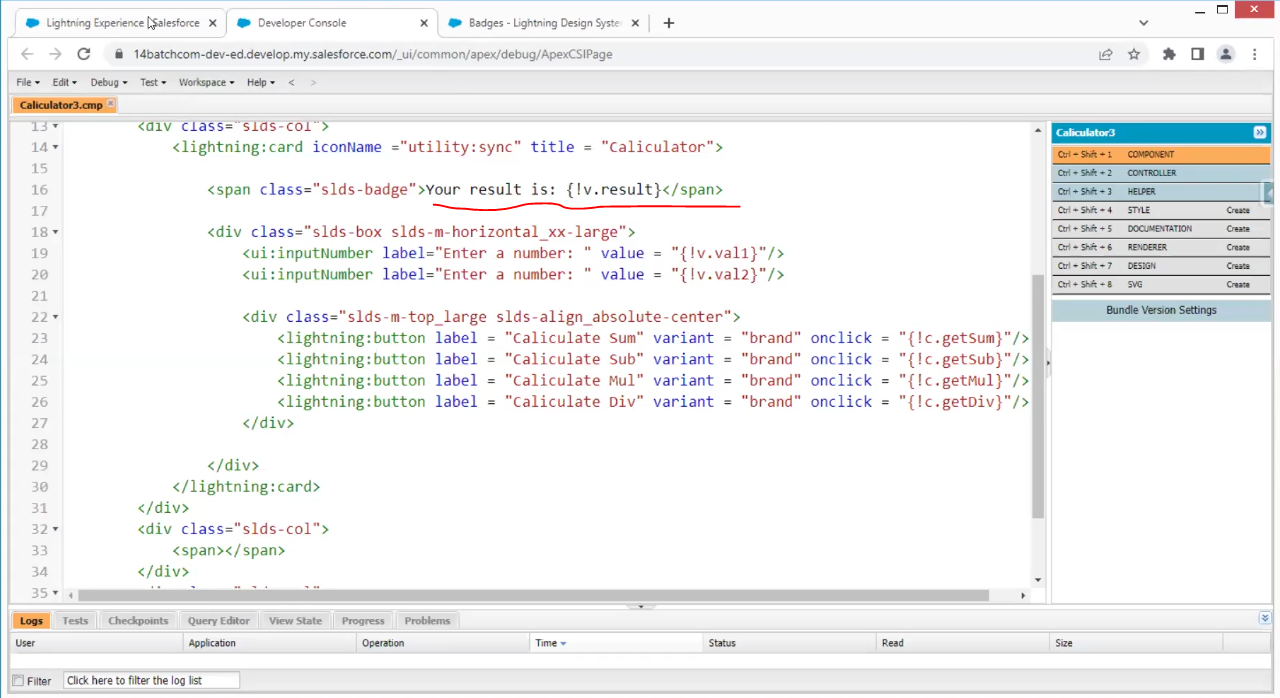 Lightning Experience | Salesforce
Developer Console
Badges - Lightning Design Syste
14batchcom-dev-ed.develop.my.salesforce.com/_ui/common/apex/debug/ApexCSIPage
File Edit Debug Test Workspace Help < >
Caliculator3.cmp
13 <div class="slds-col">
14 <lightning:card iconName ="utility:sync" title = "Caliculator">
15
16 <span class="slds-badge">Your result is: {!v.result}</span>
17
18 <div class="slds-box slds-m-horizontal_xx-large">
19 <ui:inputNumber label="Enter a number: " value = "{!v.val1}"/>
20 <ui:inputNumber label="Enter a number: " value = "{!v.val2}"/>
21
22 <div class="slds-m-top_large slds-align_absolute-center">
23 <lightning:button label = "Caliculate Sum" variant = "brand" onclick = "{!c.getSum}"/>
24 <lightning:button label = "Caliculate Sub" variant = "brand" onclick = "{!c.getSub}"/>
25 <lightning:button label = "Caliculate Mul" variant = "brand" onclick = "{!c.getMul}"/>
26 <lightning:button label = "Caliculate Div" variant = "brand" onclick = "{!c.getDiv}"/>
27 </div>
28
29 </div>
30 </lightning:card>
31 </div>
32 <div class="slds-col">
33 <span></span>
34 </div>
35
Caliculator3
Ctrl + Shift + 1 COMPONENT
Ctrl + Shift + 2 CONTROLLER
Ctrl + Shift + 3 HELPER
Ctrl + Shift + 4 STYLE Create
Ctrl + Shift + 5 DOCUMENTATION Create
Ctrl + Shift + 6 RENDERER Create
Ctrl + Shift + 7 DESIGN Create
Ctrl + Shift + 8 SVG Create
Bundle Version Settings
Logs Tests Checkpoints Query Editor View State Progress Problems
User Application Operation Time Status Read Size
Filter Click here to filter the log list